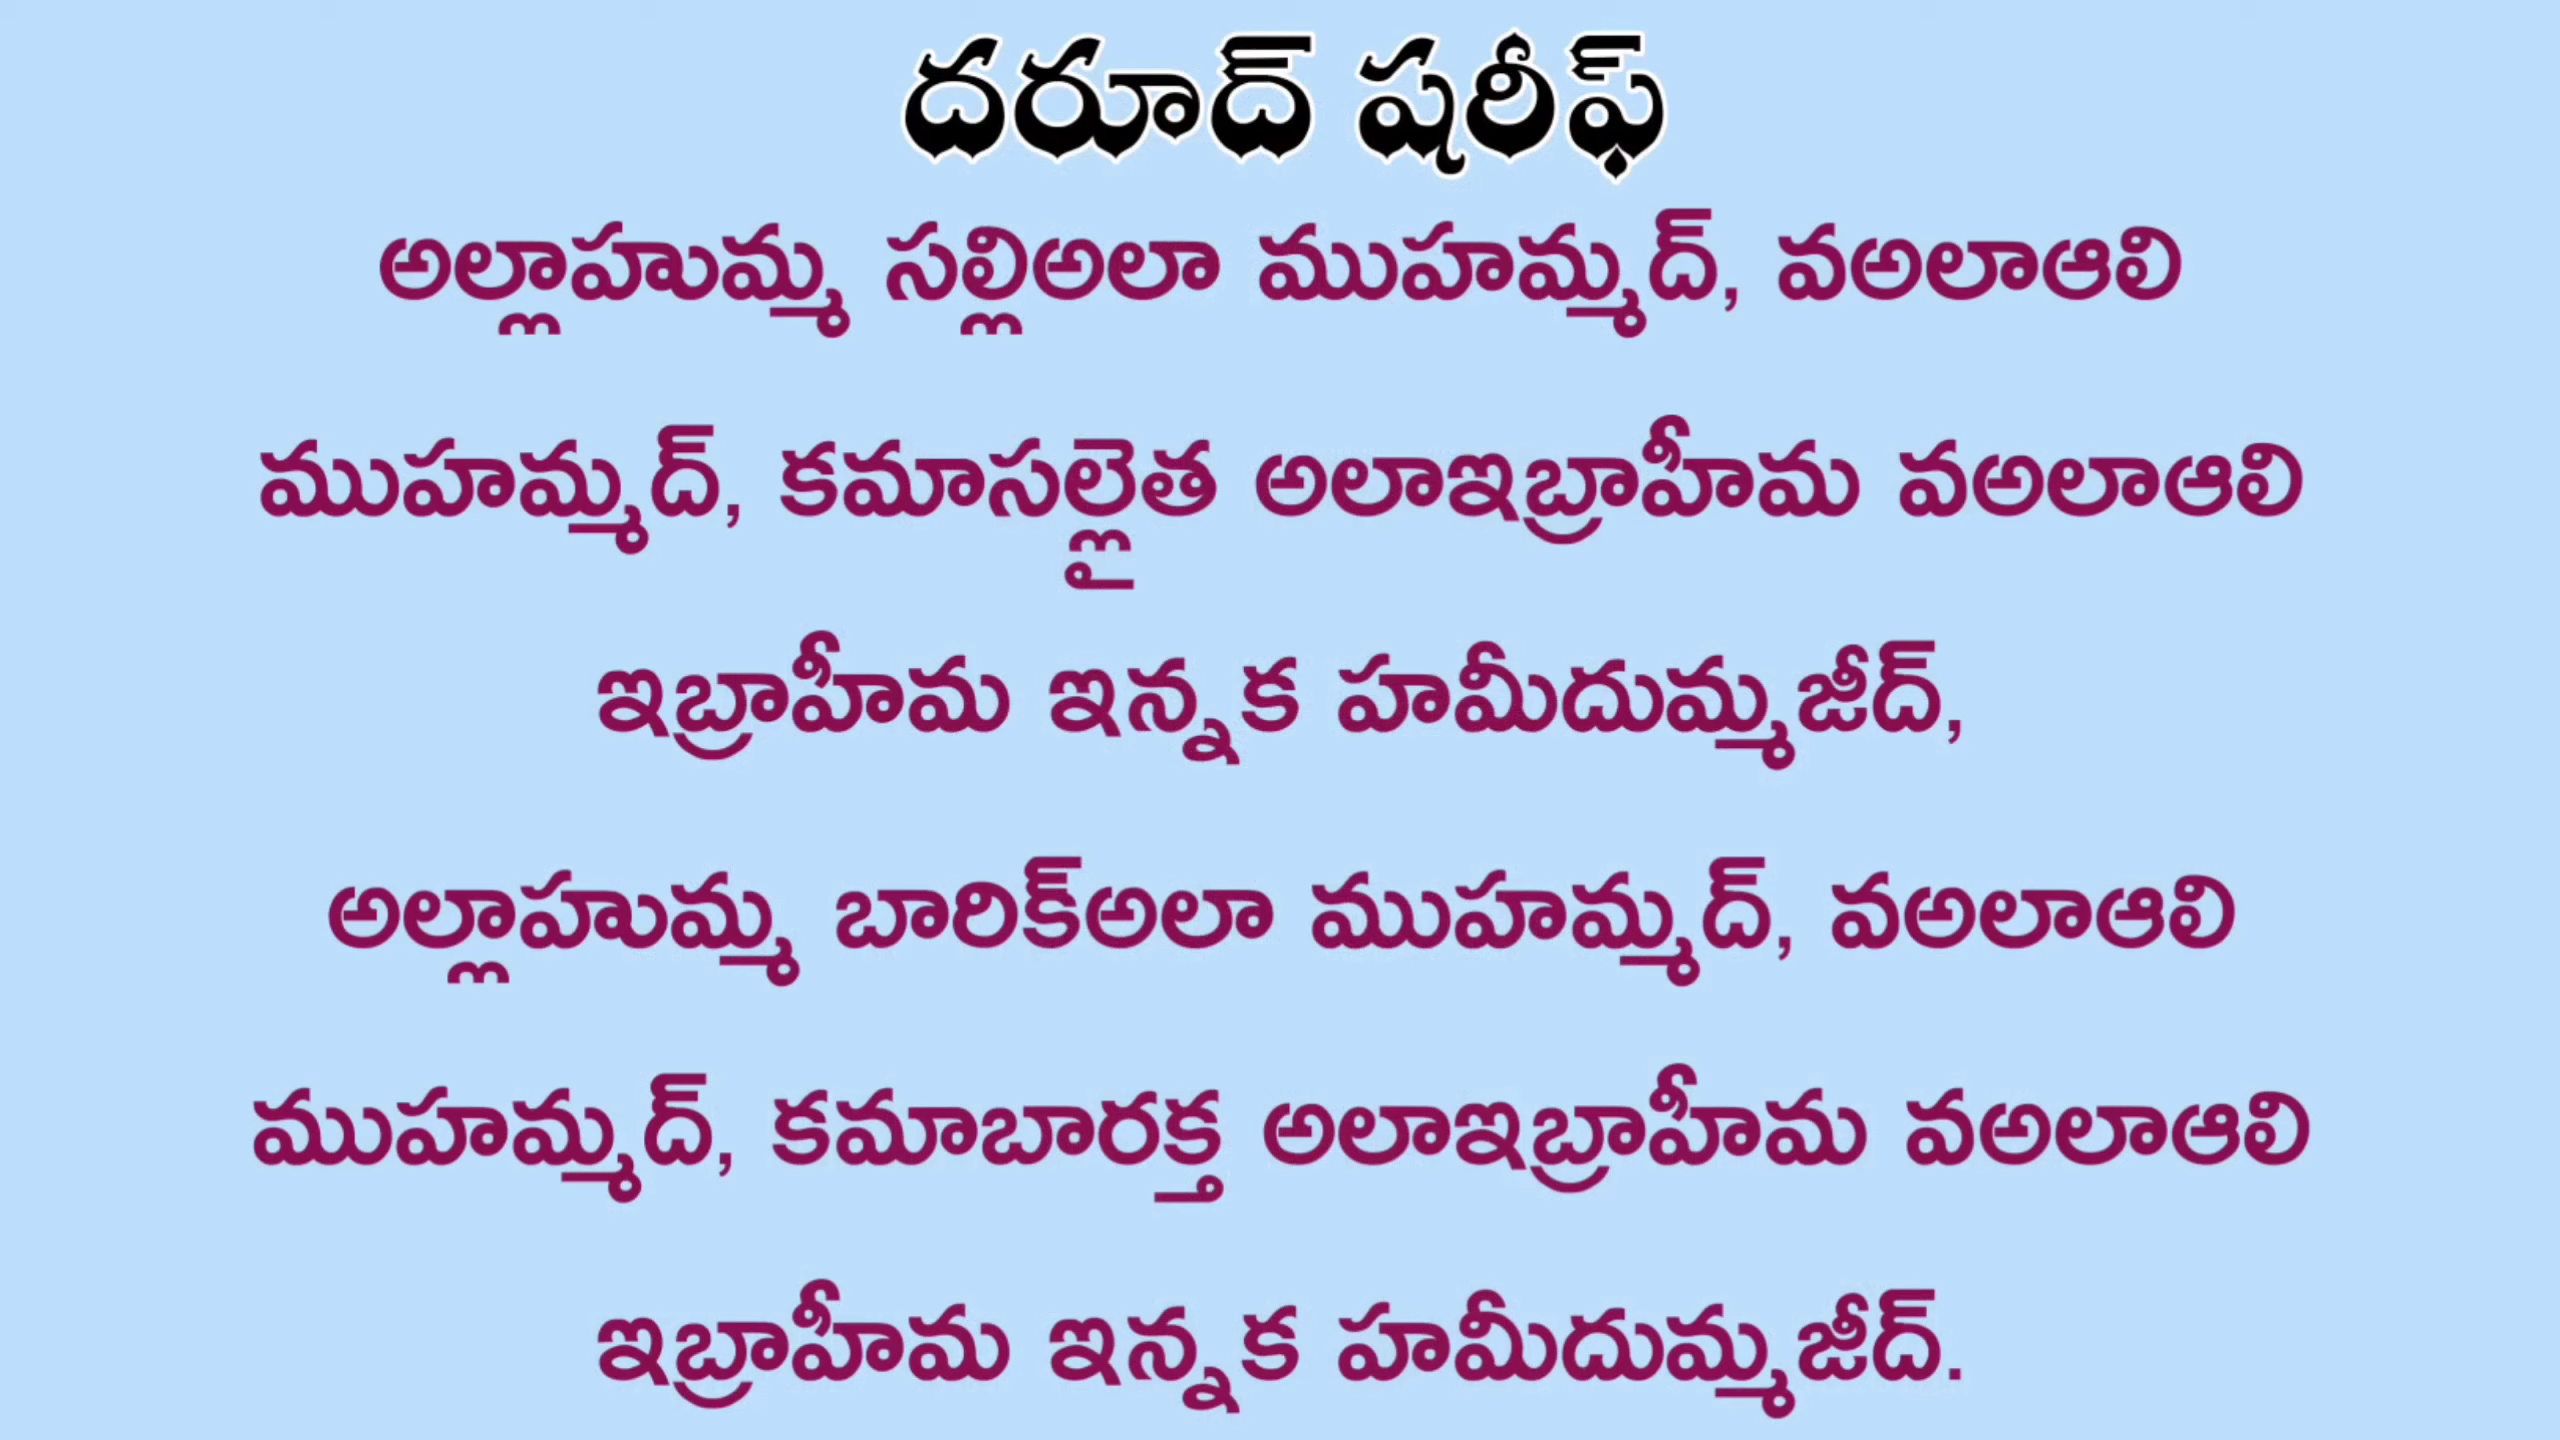 దరూద్ షరీఫ్
అల్లాహుమ్మ సల్లిఅలా ముహమ్మద్, వఅలాఆలి
ముహమ్మద్, కమాసల్లైత అలాఇబ్రాహీమ వఅలాఆలి
ఇబ్రాహీమ ఇన్నక హమీదుమ్మజీద్,
అల్లాహుమ్మ బారిక్అలా ముహమ్మద్, వఅలాఆలి
ముహమ్మద్, కమాబారక్త అలాఇబ్రాహీమ వఅలాఆలి
ఇబ్రాహీమ ఇన్నక హమీదుమ్మజీద్.